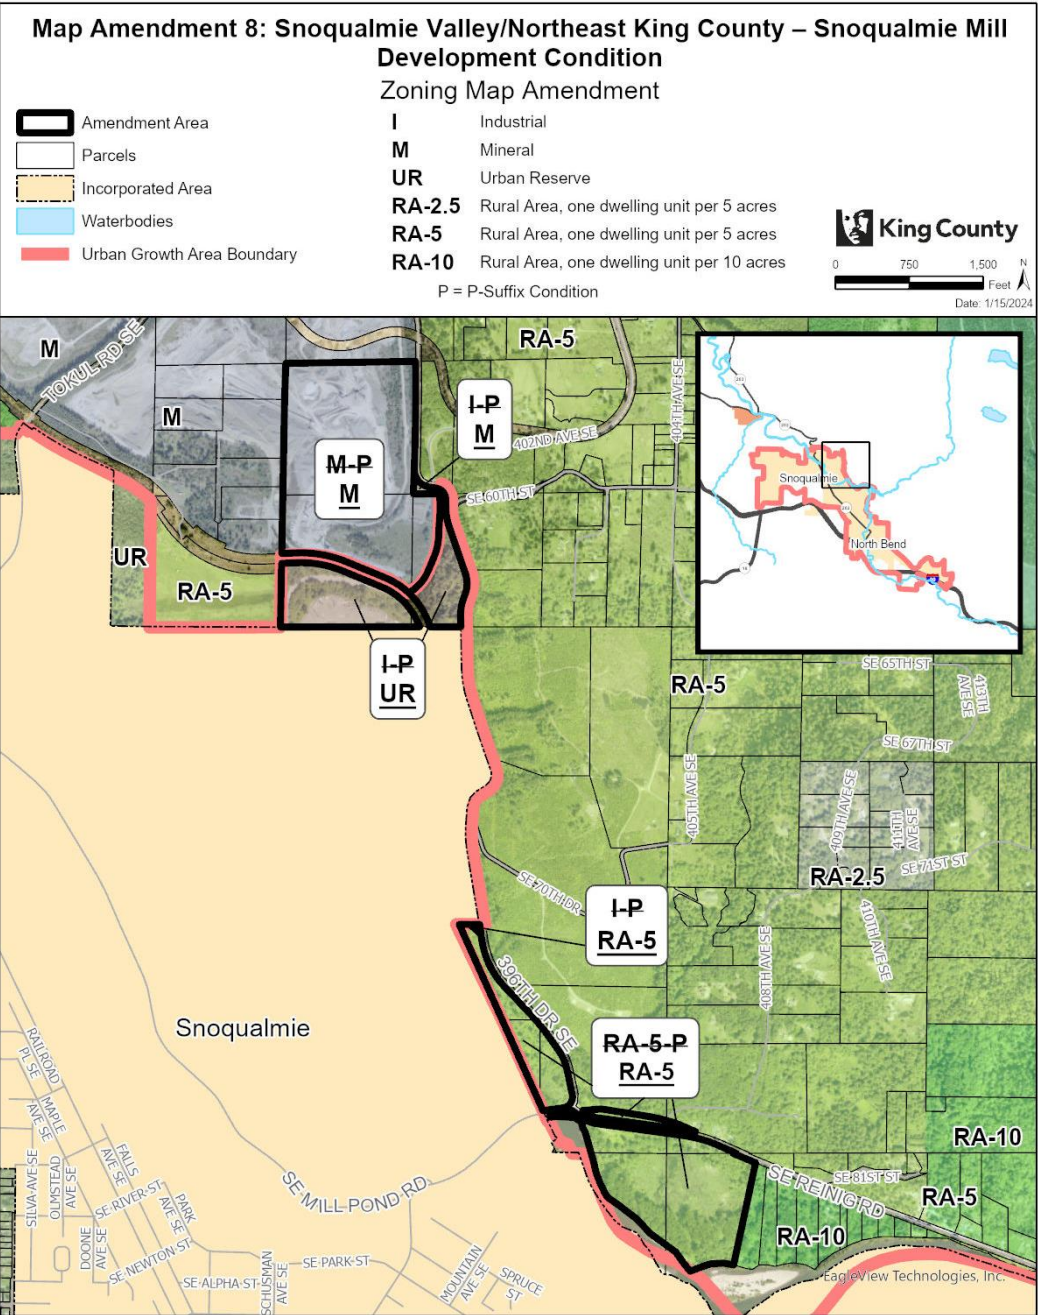 Map Amendment 8: Snoqualmie Valley/Northeast King County – Snoqualmie Mill
Development Condition
Zoning Map Amendment
Amendment Area
Parcels
Incorporated Area
Waterbodies
Urban Growth Area Boundary
I Industrial
M Mineral
UR Urban Reserve
RA-2.5 Rural Area, one dwelling unit per 5 acres
RA-5 Rural Area, one dwelling unit per 5 acres
RA-10 Rural Area, one dwelling unit per 10 acres
P = P-Suffix Condition
King County
0 750 1,500
Feet
N
Date: 1/15/2024
M
TOKUL RD SE
M
RA-5
I-P
M
402ND AVE SE
404TH AVE SE
M-P
M
SE 60TH ST
UR
RA-5
I-P
UR
202
202
Snoqualmie
202
North Bend
18
90
SE 65TH ST
RA-5
413TH
AVE SE
SE 67TH ST
405TH AVE SE
409TH AVE SE
411TH
AVE SE
SE 71ST ST
RA-2.5
SE 70TH DR
I-P
RA-5
410TH AVE SE
408TH AVE SE
396TH DR SE
Snoqualmie
RA-5-P
RA-5
RAILROAD
PL SE
MAPLE
AVE SE
FALLS
AVE SE
SILVA AVE SE
OLMSTEAD
AVE SE
SE RIVER ST
PARK
AVE SE
SE MILL POND RD
RA-10
SE 81ST ST
SE REINIG RD
RA-5
RA-10
DOONE
AVE SE
SE NEWTON ST
SE ALPHA ST
SCHUSMAN
AVE SE
SE PARK ST
MOUNTAIN
AVE SE
SPRUCE
ST
EagleView Technologies, Inc.